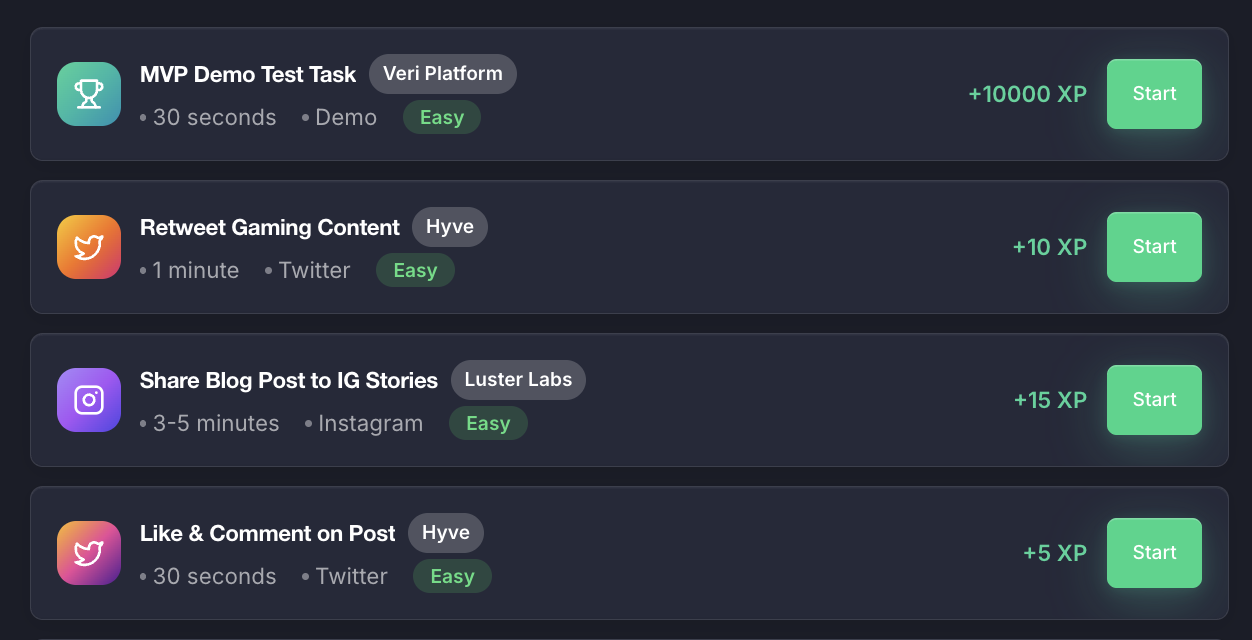 MVP Demo Test Task Veri Platform
• 30 seconds • Demo Easy
+10000 XP Start
Retweet Gaming Content Hyve
• 1 minute • Twitter Easy
+10 XP Start
Share Blog Post to IG Stories Luster Labs
• 3-5 minutes • Instagram Easy
+15 XP Start
Like & Comment on Post Hyve
• 30 seconds • Twitter Easy
+5 XP Start